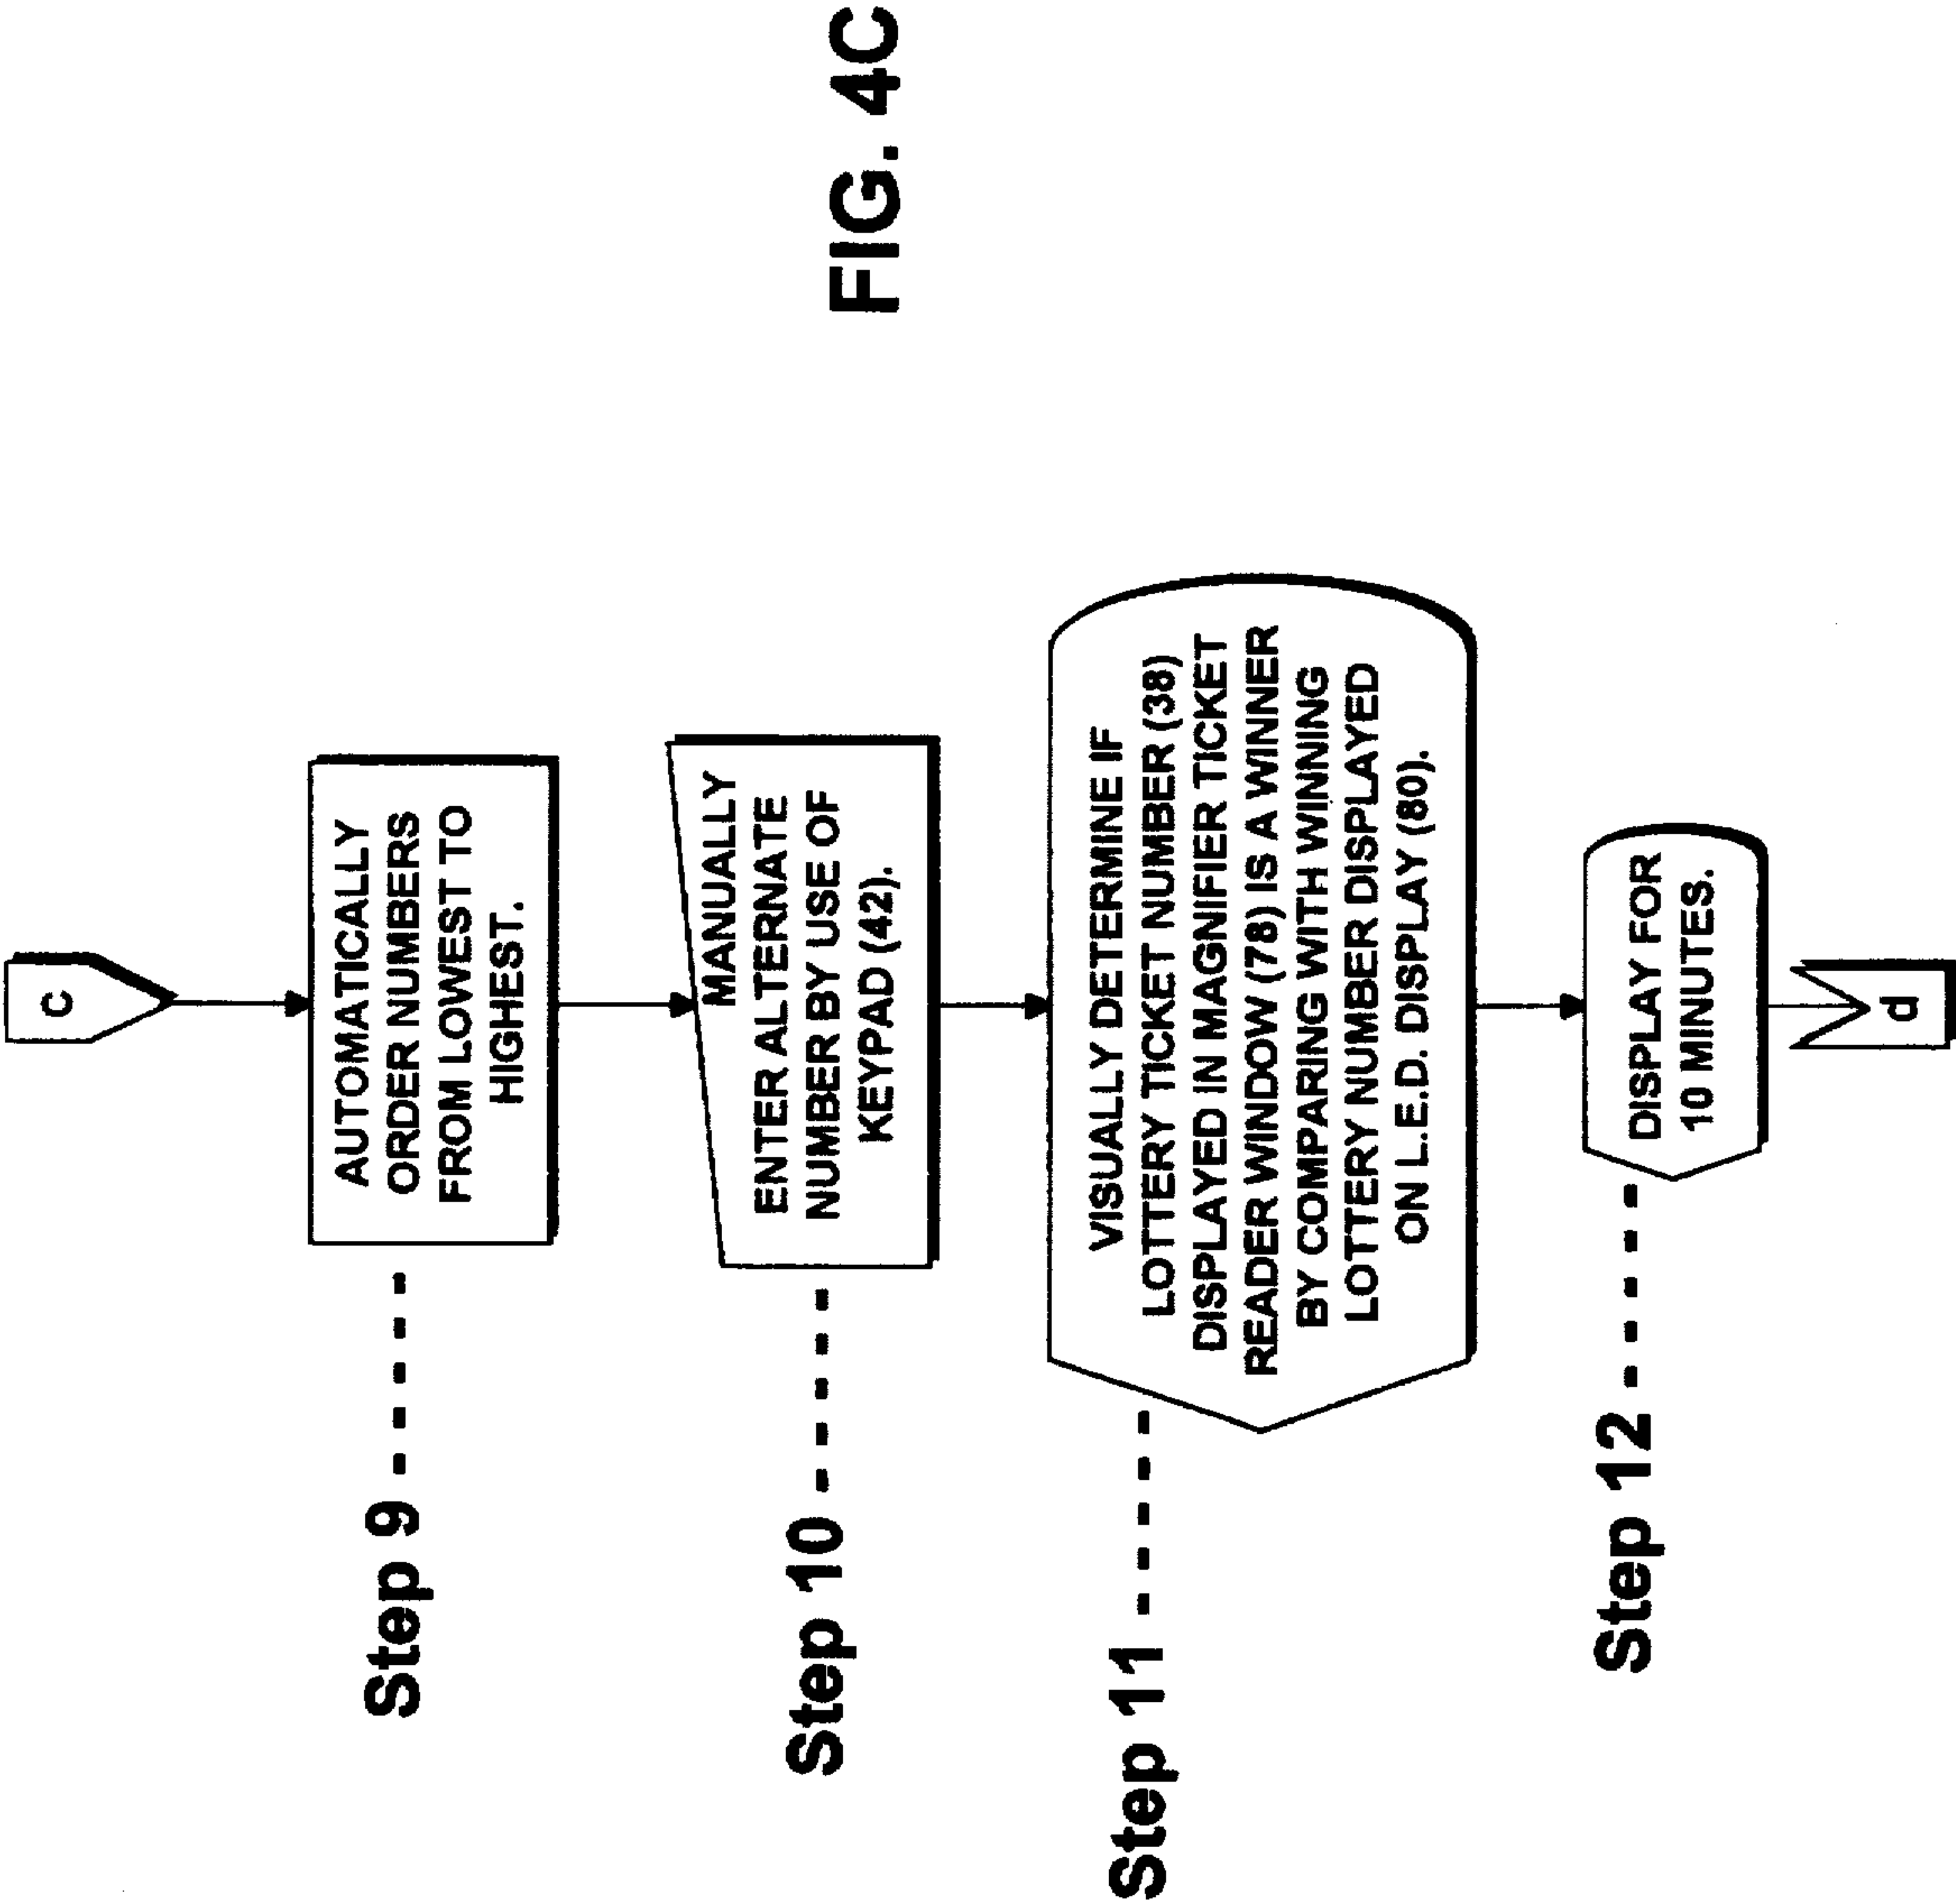 c
Step 9
AUTOMATICALLY
ORDER NUMBERS
FROM LOWEST TO
HIGHEST.
Step 10
MANUALLY
ENTER ALTERNATE
NUMBER BY USE OF
KEYPAD (42).
Step 11
VISUALLY DETERMINE IF
LOTTERY TICKET NUMBER (38)
DISPLAYED IN MAGNIFIER TICKET
READER WINDOW (78) IS A WINNER
BY COMPARING WITH WINNING
LOTTERY NUMBER DISPLAYED
ON L.E.D. DISPLAY (80).
Step 12
DISPLAY FOR
10 MINUTES.
d
FIG. 4C